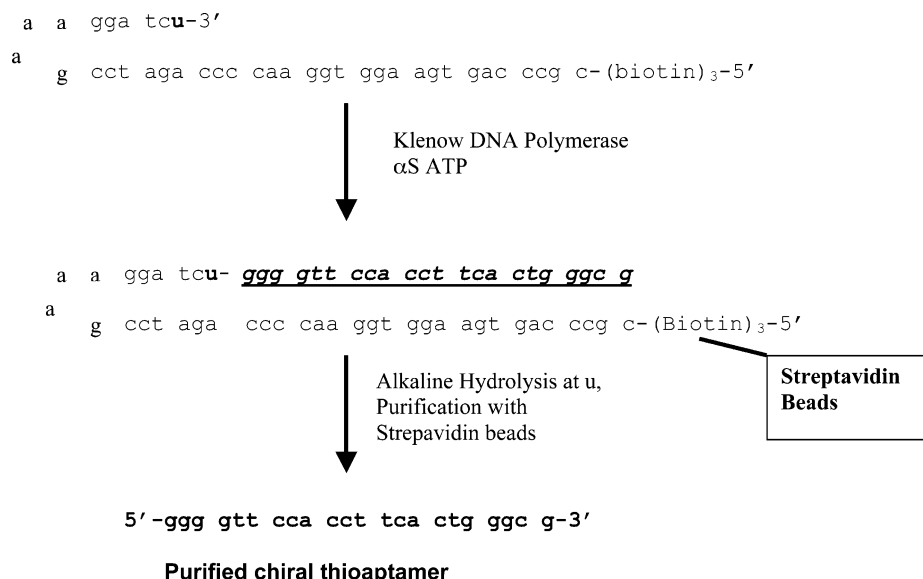 a a gga tcu-3′
a
g cct aga ccc caa ggt gga agt gac ccg c-(biotin)₃-5′
Klenow DNA Polymerase
αS ATP
a a gga tcu- ggg gtt cca cct tca ctg ggc g
a
g cct aga ccc caa ggt gga agt gac ccg c-(Biotin)₃-5′
Streptavidin
Beads
Alkaline Hydrolysis at u,
Purification with
Strepavidin beads
5′-ggg gtt cca cct tca ctg ggc g-3′
Purified chiral thioaptamer